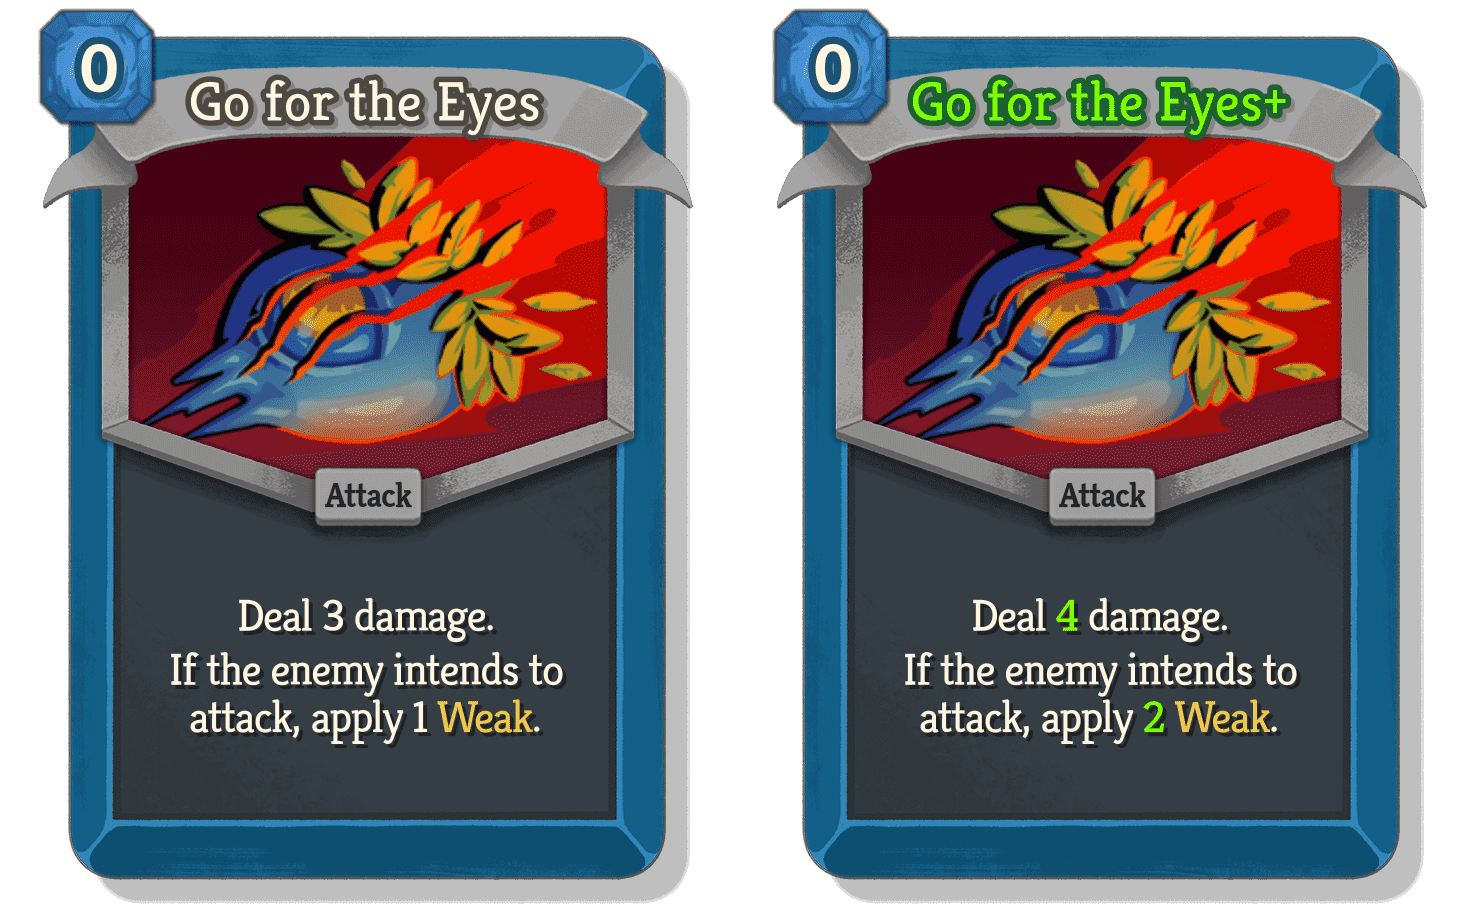 0
Go for the Eyes
Attack
Deal 3 damage.
If the enemy intends to
attack, apply 1 Weak.
0
Go for the Eyes+
Attack
Deal 4 damage.
If the enemy intends to
attack, apply 2 Weak.